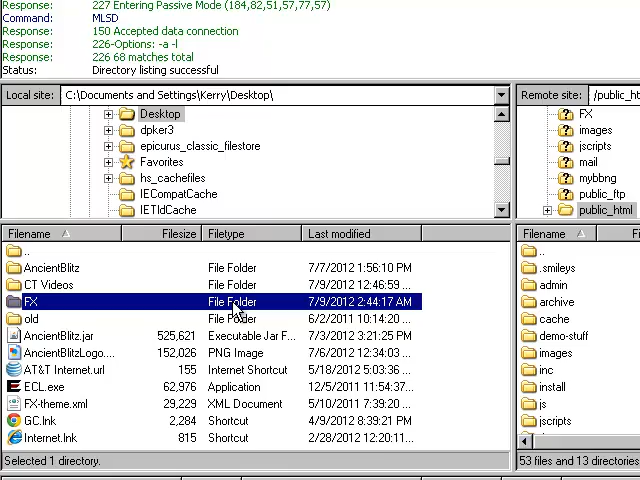 Response: 227 Entering Passive Mode (184,82,51,57,77,57)
Command: MLSD
Response: 150 Accepted data connection
Response: 226-Options: -a -l
Response: 226 68 matches total
Status: Directory listing successful
Local site: C:\Documents and Settings\Kerry\Desktop\
Desktop
dpker3
epicurus_classic_filestore
Favorites
hs_cachefiles
IECompatCache
IETldCache
Remote site: /public_ht
FX
images
jscripts
mail
mybbng
public_ftp
public_html
Filename Filesize Filetype Last modified
..
AncientBlitz File Folder 7/7/2012 1:56:10 PM
CT Videos File Folder 7/9/2012 12:46:59 ...
FX File Folder 7/9/2012 2:44:17 AM
old File Folder 6/2/2011 10:14:20 ...
AncientBlitz.jar 525,621 Executable Jar F... 7/3/2012 3:21:25 PM
AncientBlitzLogo.... 152,026 PNG Image 7/6/2012 12:34:03 ...
AT&T Internet.url 155 Internet Shortcut 5/18/2012 5:03:36 ...
ECL.exe 62,976 Application 12/5/2011 11:54:37...
FX-theme.xml 29,229 XML Document 5/10/2011 7:39:20 ...
GC.lnk 2,284 Shortcut 4/9/2012 8:39:21 PM
Internet.lnk 815 Shortcut 2/28/2012 12:20:11...
Selected 1 directory.
Filename Fi
..
.smileys
admin
archive
cache
demo-stuff
images
inc
install
js
jscripts
53 files and 13 directories